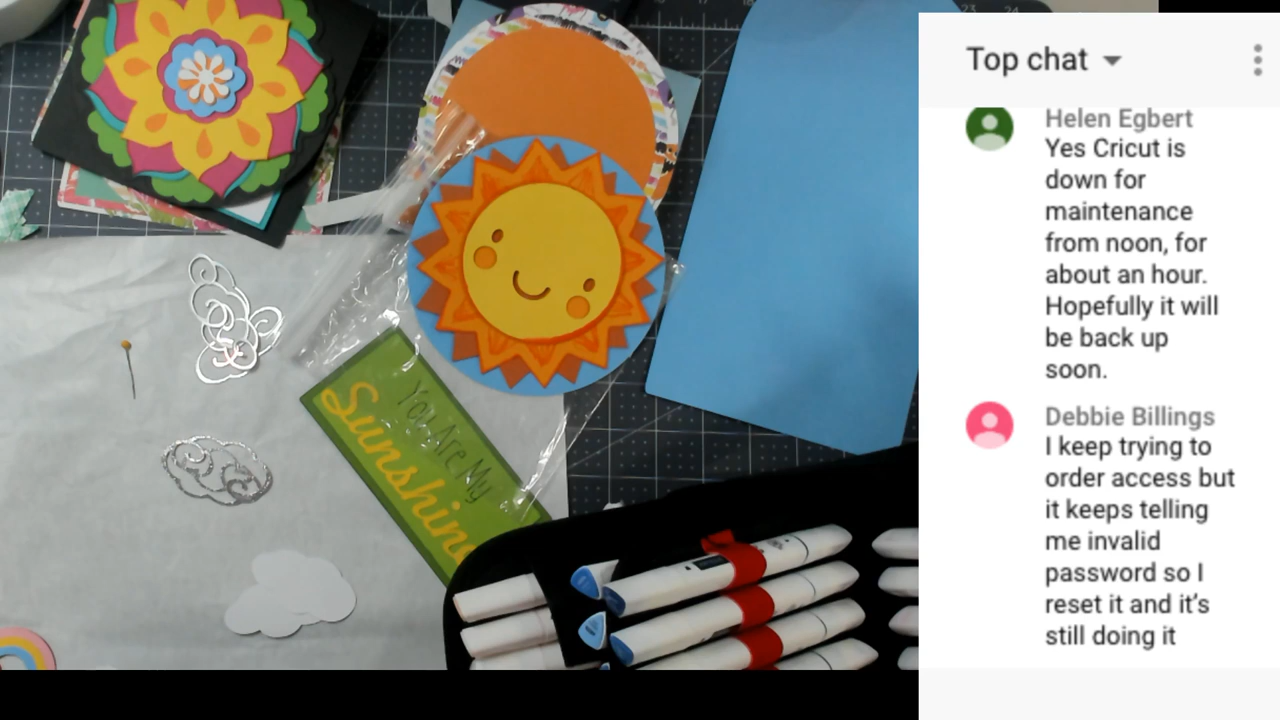 23 24
Top chat
Helen Egbert
Yes Cricut is
down for
maintenance
from noon, for
about an hour.
Hopefully it will
be back up
soon.
Debbie Billings
I keep trying to
order access but
it keeps telling
me invalid
password so I
reset it and it's
still doing it
You Are My
Sunshine